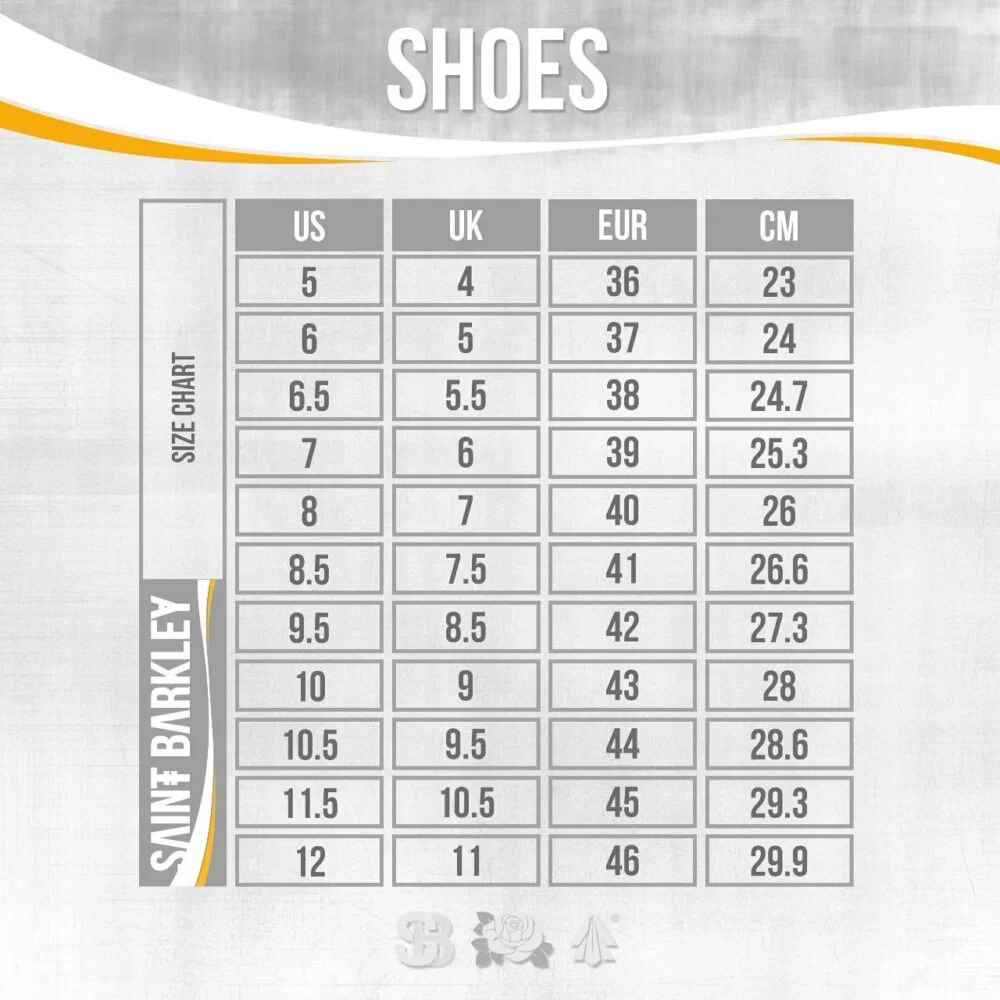 SHOES
SIZE CHART
SAINT BARKLEY
US UK EUR CM
5 4 36 23
6 5 37 24
6.5 5.5 38 24.7
7 6 39 25.3
8 7 40 26
8.5 7.5 41 26.6
9.5 8.5 42 27.3
10 9 43 28
10.5 9.5 44 28.6
11.5 10.5 45 29.3
12 11 46 29.9
SB